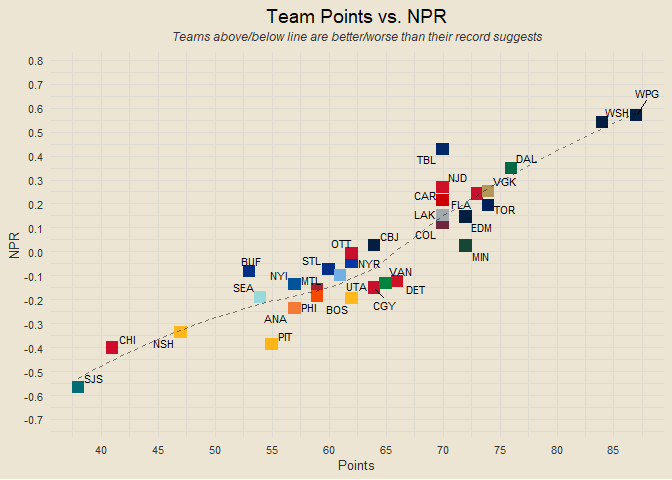 Team Points vs. NPR
Teams above/below line are better/worse than their record suggests
0.8
0.7
0.6
0.5
0.4
0.3
0.2
0.1
0.0
-0.1
-0.2
-0.3
-0.4
-0.5
-0.6
-0.7
NPR
WPG
WSH
TBL
DAL
NJD
VGK
CAR
FLA
TOR
LAK
COL
EDM
CBJ
OTT
MIN
BUF
STL
NYR
VAN
NYI
MTL
UTA
DET
SEA
PHI
BOS
CGY
ANA
PIT
NSH
CHI
SJS
40
45
50
55
60
65
70
75
80
85
Points